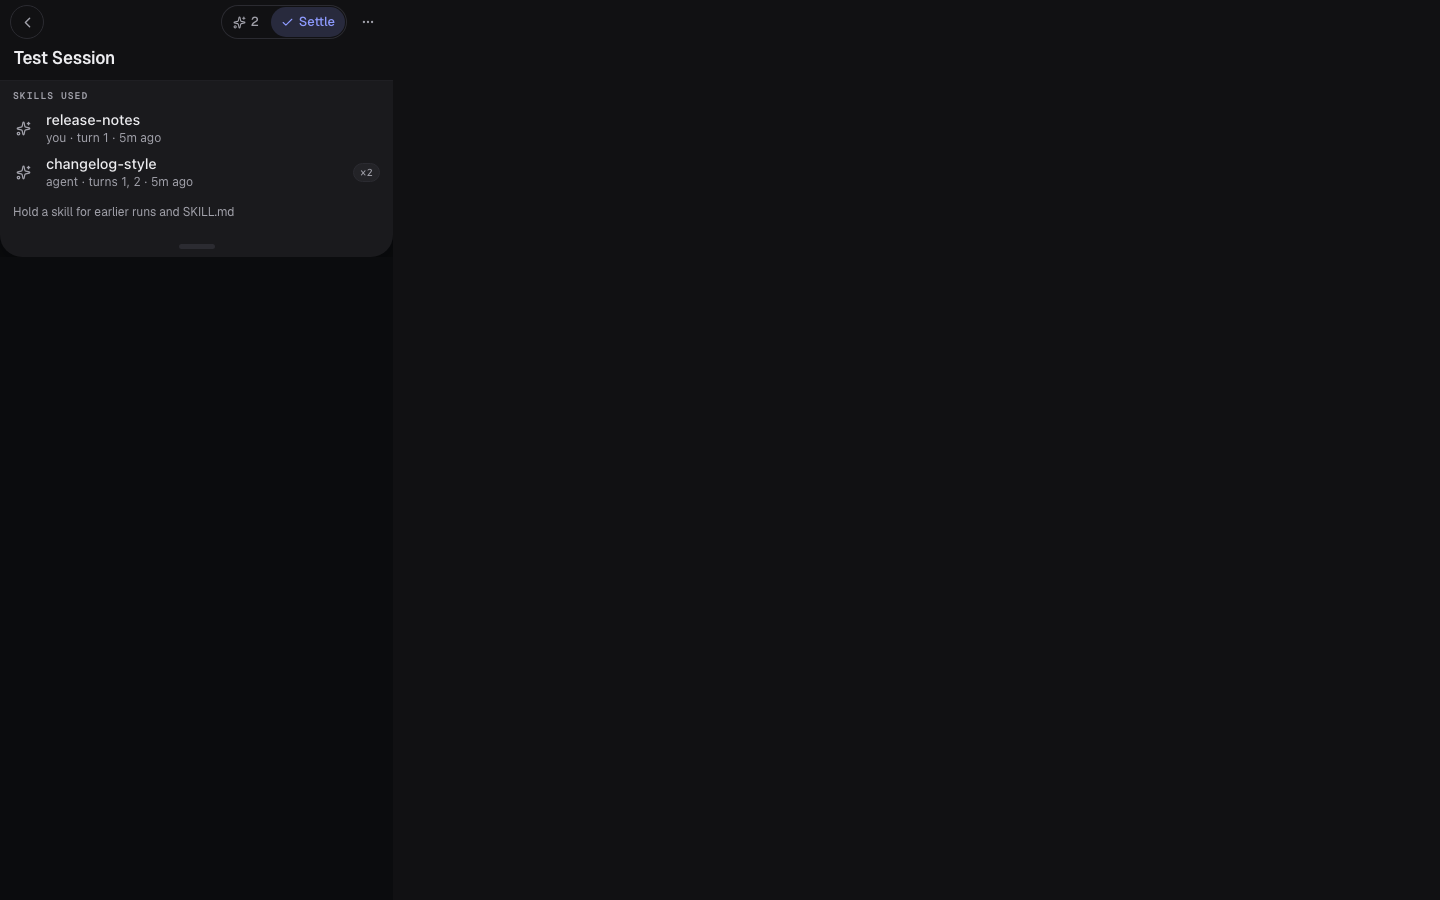 2 Settle
Test Session
SKILLS USED
release-notes
you · turn 1 · 5m ago
changelog-style
agent · turns 1, 2 · 5m ago
×2
Hold a skill for earlier runs and SKILL.md